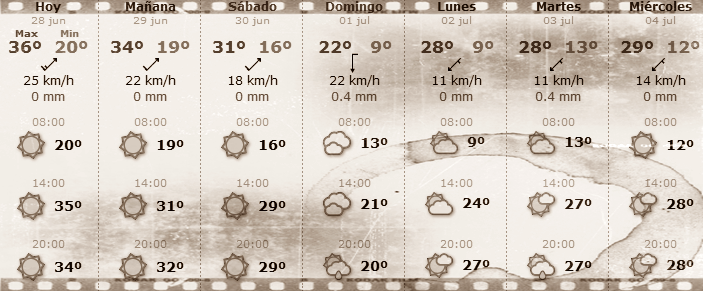 Hoy Mañana Sábado Domingo Lunes Martes Miércoles
28 jun 29 jun 30 jun 01 jul 02 jul 03 jul 04 jul
Max Min
36º 20º 34º 19º 31º 16º 22º 9º 28º 9º 28º 13º 29º 12º
25 km/h 22 km/h 18 km/h 22 km/h 11 km/h 11 km/h 14 km/h
0 mm 0 mm 0 mm 0.4 mm 0 mm 0.4 mm 0 mm
08:00 08:00 08:00 08:00 08:00 08:00 08:00
20º 19º 16º 13º 9º 13º 12º
14:00 14:00 14:00 14:00 14:00 14:00 14:00
35º 31º 29º 21º 24º 27º 28º
20:00 20:00 20:00 20:00 20:00 20:00 20:00
34º 32º 29º 20º 27º 27º 28º